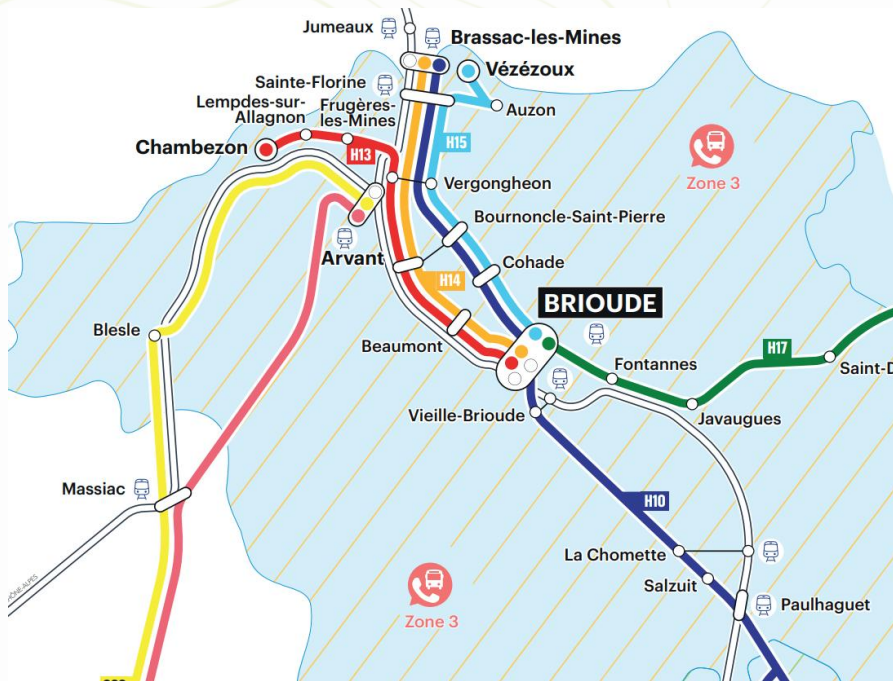 Jumeaux
Brassac-les-Mines
Vézézoux
Sainte-Florine
Lempdes-sur-
Allagnon
Frugères-
les-Mines
Auzon
Chambezon
H13
H15
Zone 3
Vergongheon
Bournoncle-Saint-Pierre
Arvant
Cohade
H14
BRIOUDE
Blesle
Beaumont
H17
Fontannes
Saint-D
Vieille-Brioude
Javaugues
Massiac
H10
La Chomette
Salzuit
Zone 3
Paulhaguet